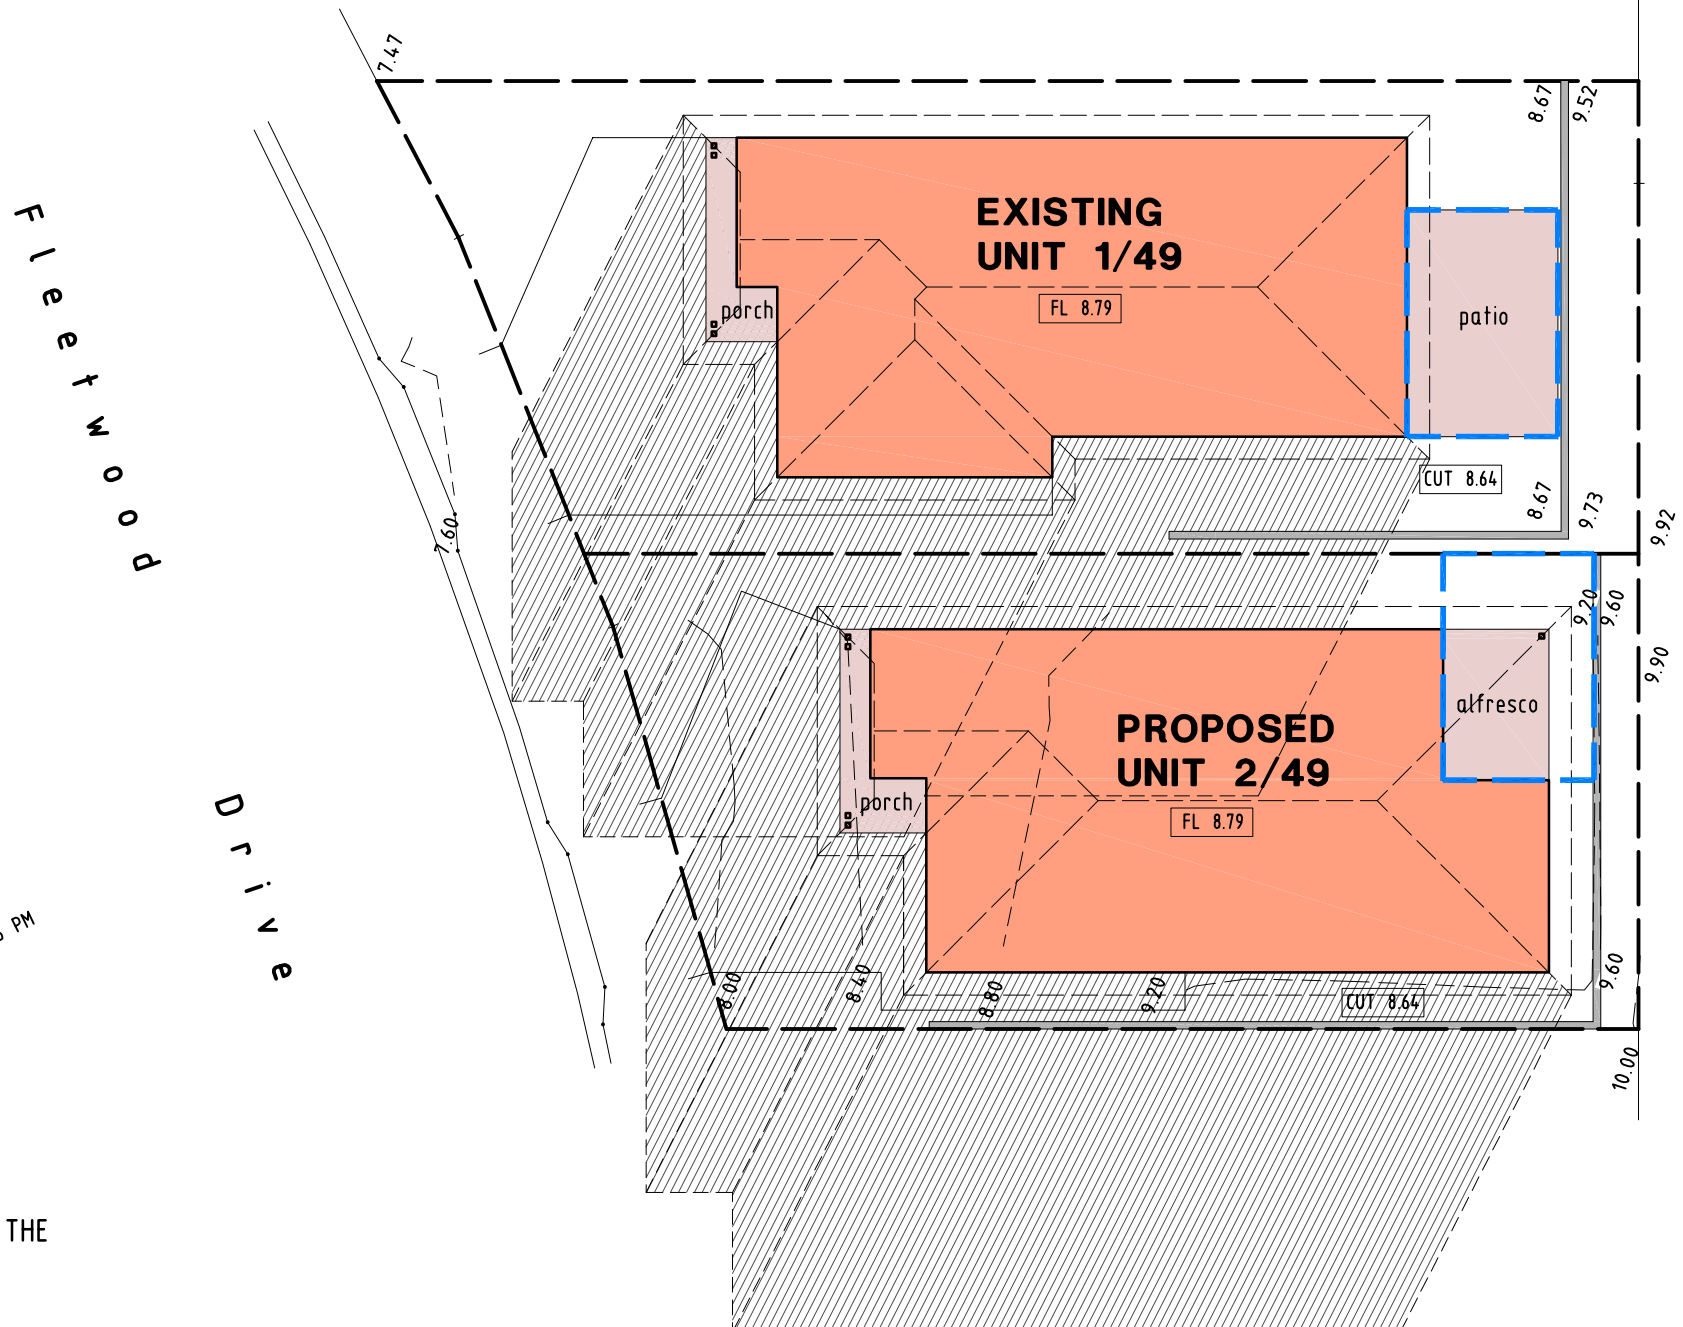 7.47
8.67
9.52
EXISTING
UNIT 1/49
FL 8.79
porch
patio
Fleetwood
Drive
CUT 8.64
8.67
9.73
9.92
7.60
9.20
9.60
9.90
alfresco
PROPOSED
UNIT 2/49
FL 8.79
porch
PM
8.00
8.40
8.80
9.20
CUT 8.64
9.60
10.00
THE